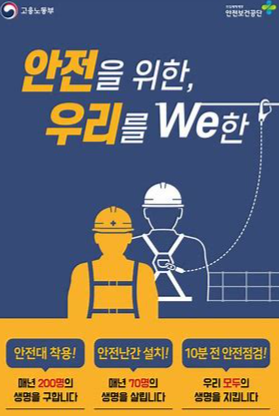 고용노동부
안전보건공단
안전을 위한,
우리를 We한
안전대 착용!
안전난간 설치!
10분 전 안전점검!
매년 200명의
생명을 구합니다
매년 70명의
생명을 살립니다
우리 모두의
생명을 지킵니다